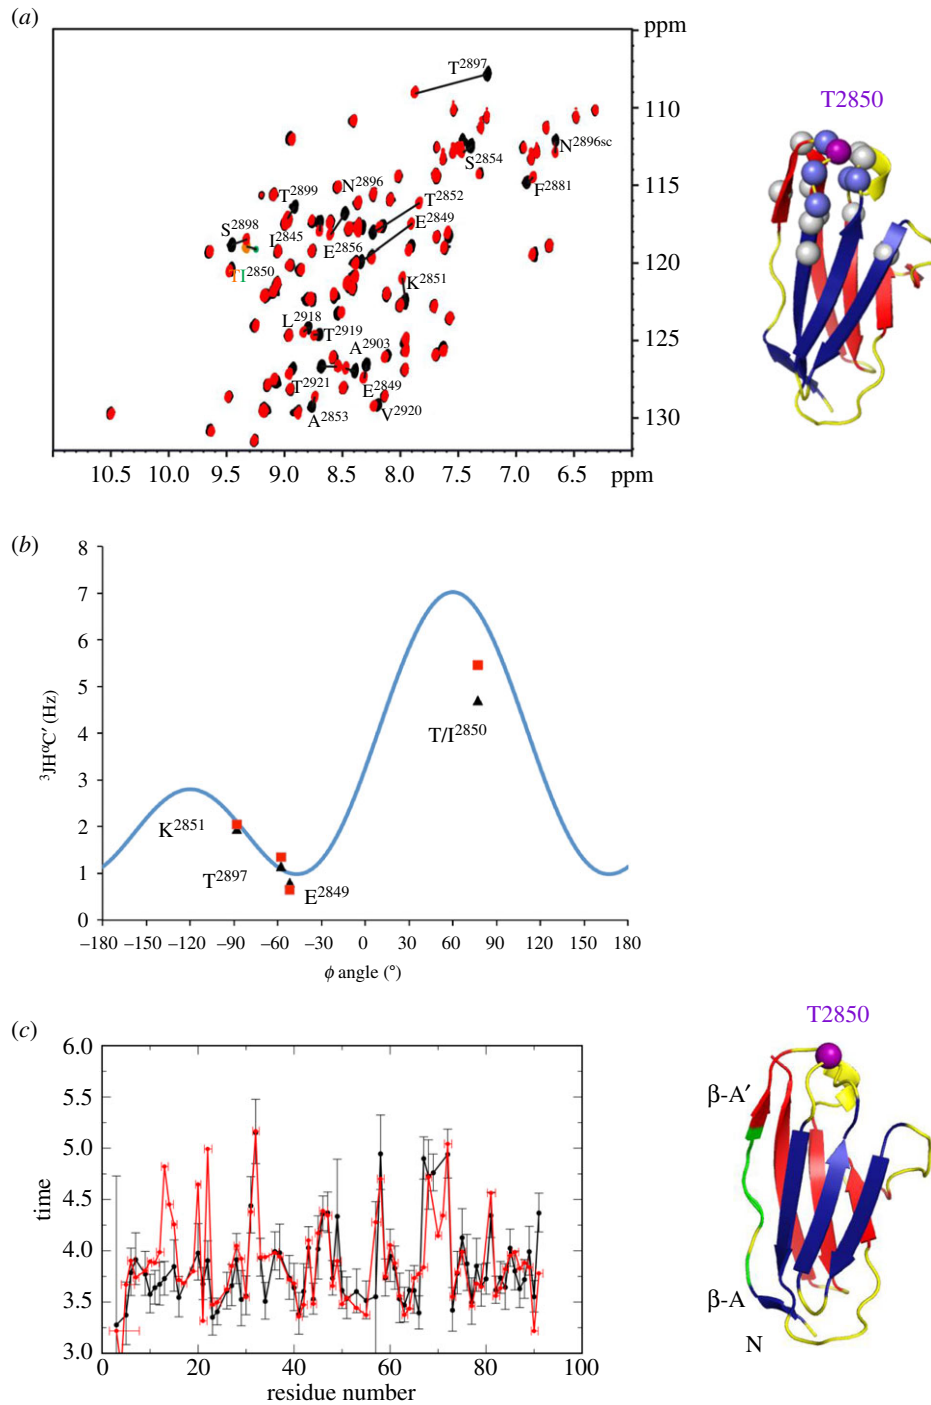 (a)
ppm
T2897
T2850
110
N2896sc
S2854
115
F2881
N2896
T2899
T2852
S2898
E2849
I2845
E2856
120
TI2850
K2851
L2918
T2919
A2903
125
T2921
E2849
A2853
V2920
130
10.5 10.0 9.5 9.0 8.5 8.0 7.5 7.0 6.5 ppm
(b)
8
7
6
5
4
3
2
1
0
3JHαC′ (Hz)
T/I2850
K2851
T2897
E2849
–180 –150 –120 –90 –60 –30 0 30 60 90 120 150 180
ϕ angle (°)
(c)
T2850
6.0
5.5
5.0
4.5
4.0
3.5
3.0
time
β-A′
β-A
N
0 20 40 60 80 100
residue number